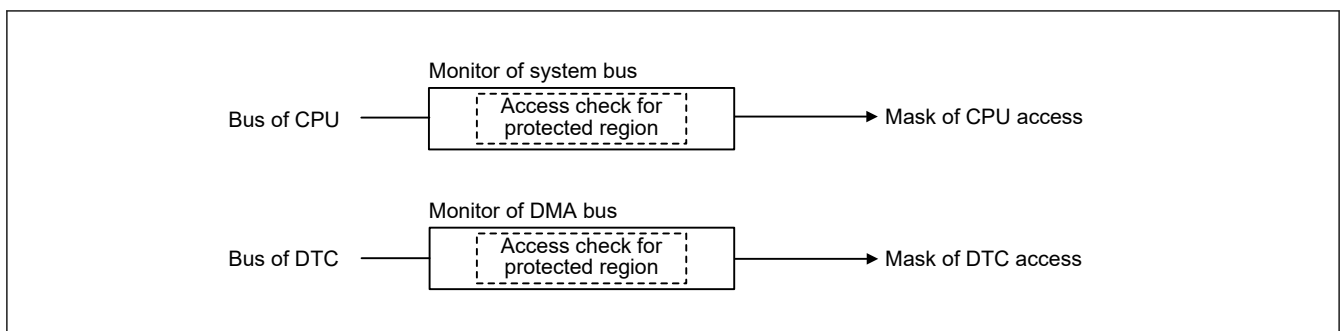 Monitor of system bus
Bus of CPU
Access check for
protected region
Mask of CPU access
Monitor of DMA bus
Bus of DTC
Access check for
protected region
Mask of DTC access